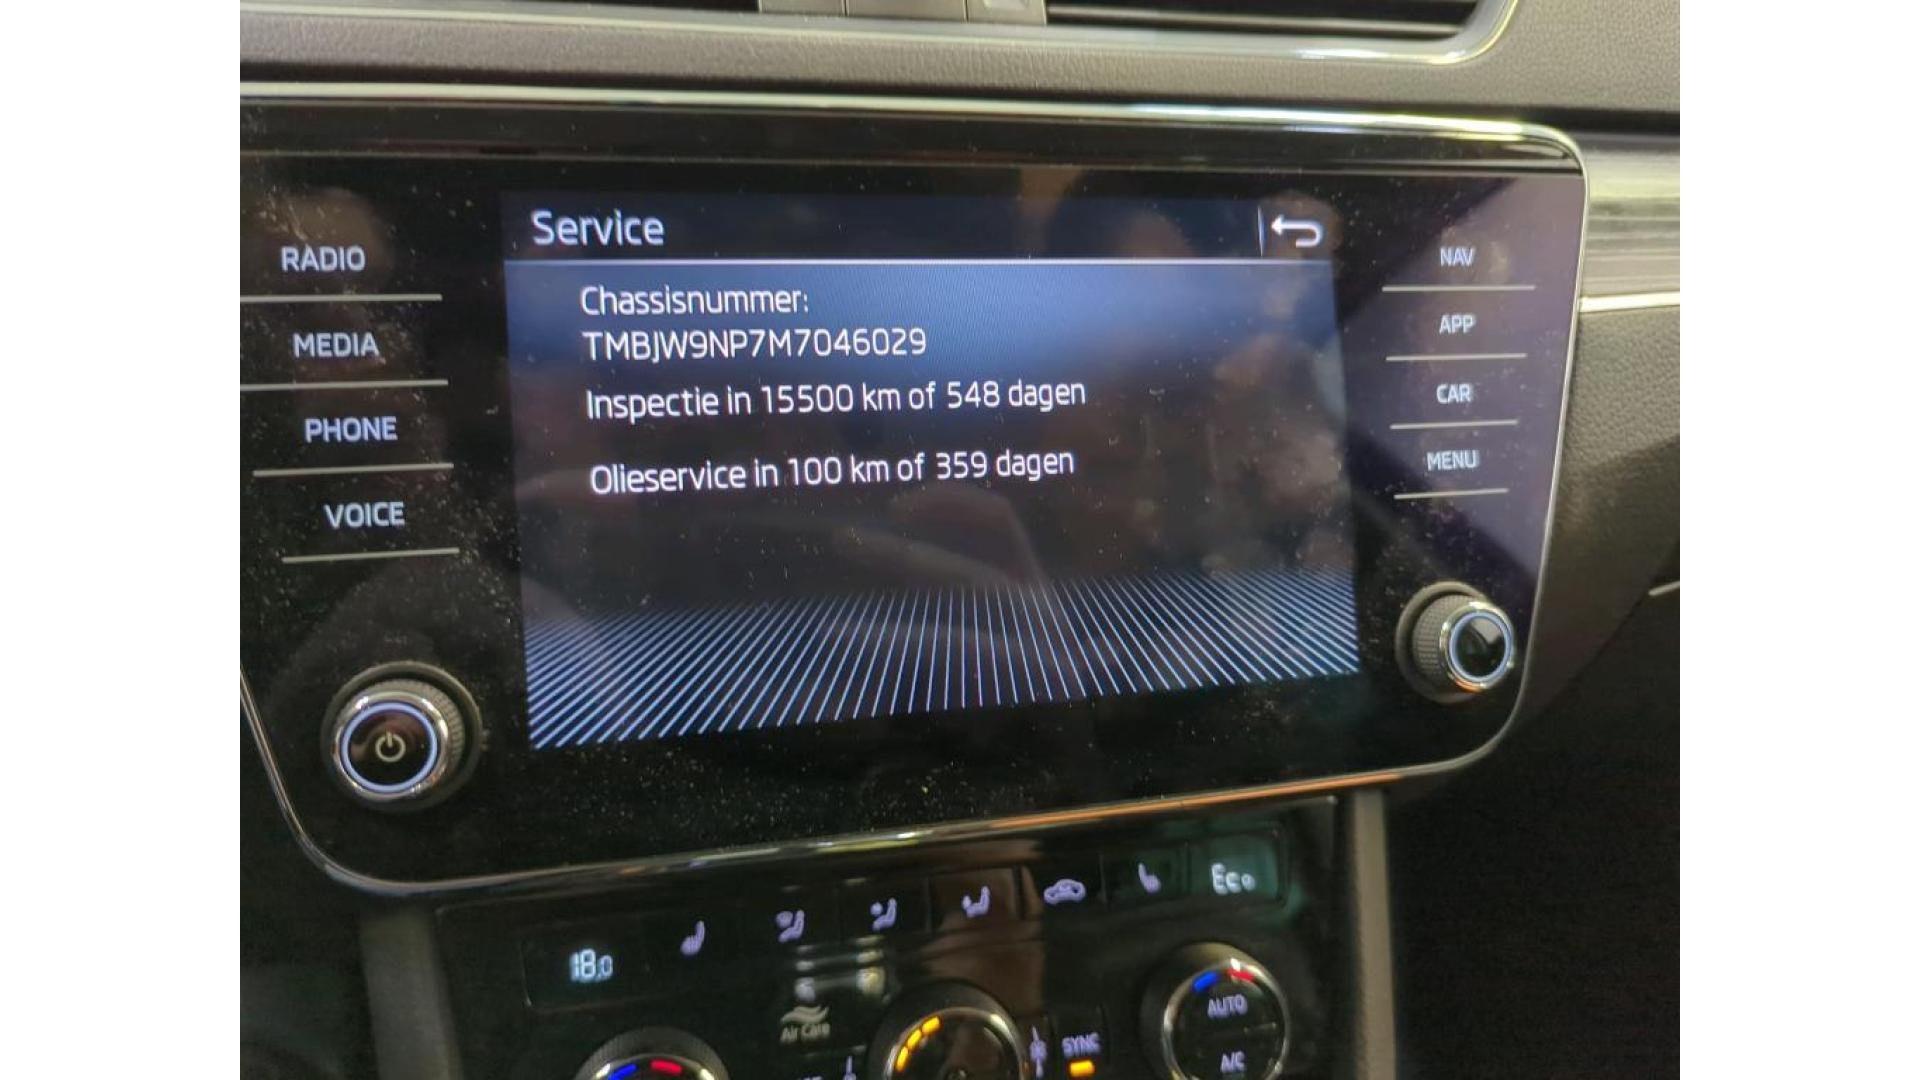 Service
RADIO
MEDIA
PHONE
VOICE
Chassisnummer:
TMBJW9NP7M7046029
Inspectie in 15500 km of 548 dagen
Olieservice in 100 km of 359 dagen
NAV
APP
CAR
MENU
Eco
18.0
Air Care
SYNC
AUTO
A/C